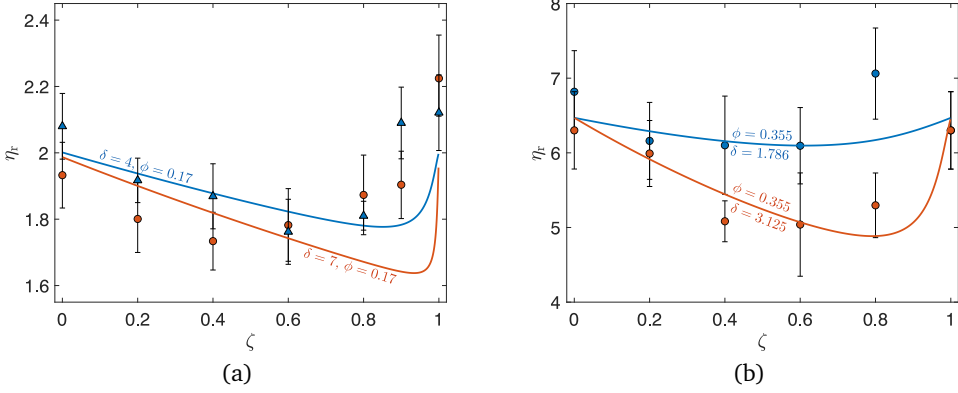 2.4
2.2
2
1.8
1.6
ηr
δ = 4, φ = 0.17
δ = 7, φ = 0.17
0
0.2
0.4
0.6
0.8
1
ζ
(a)
8
7
6
5
4
ηr
φ = 0.355
δ = 1.786
φ = 0.355
δ = 3.125
0
0.2
0.4
0.6
0.8
1
ζ
(b)